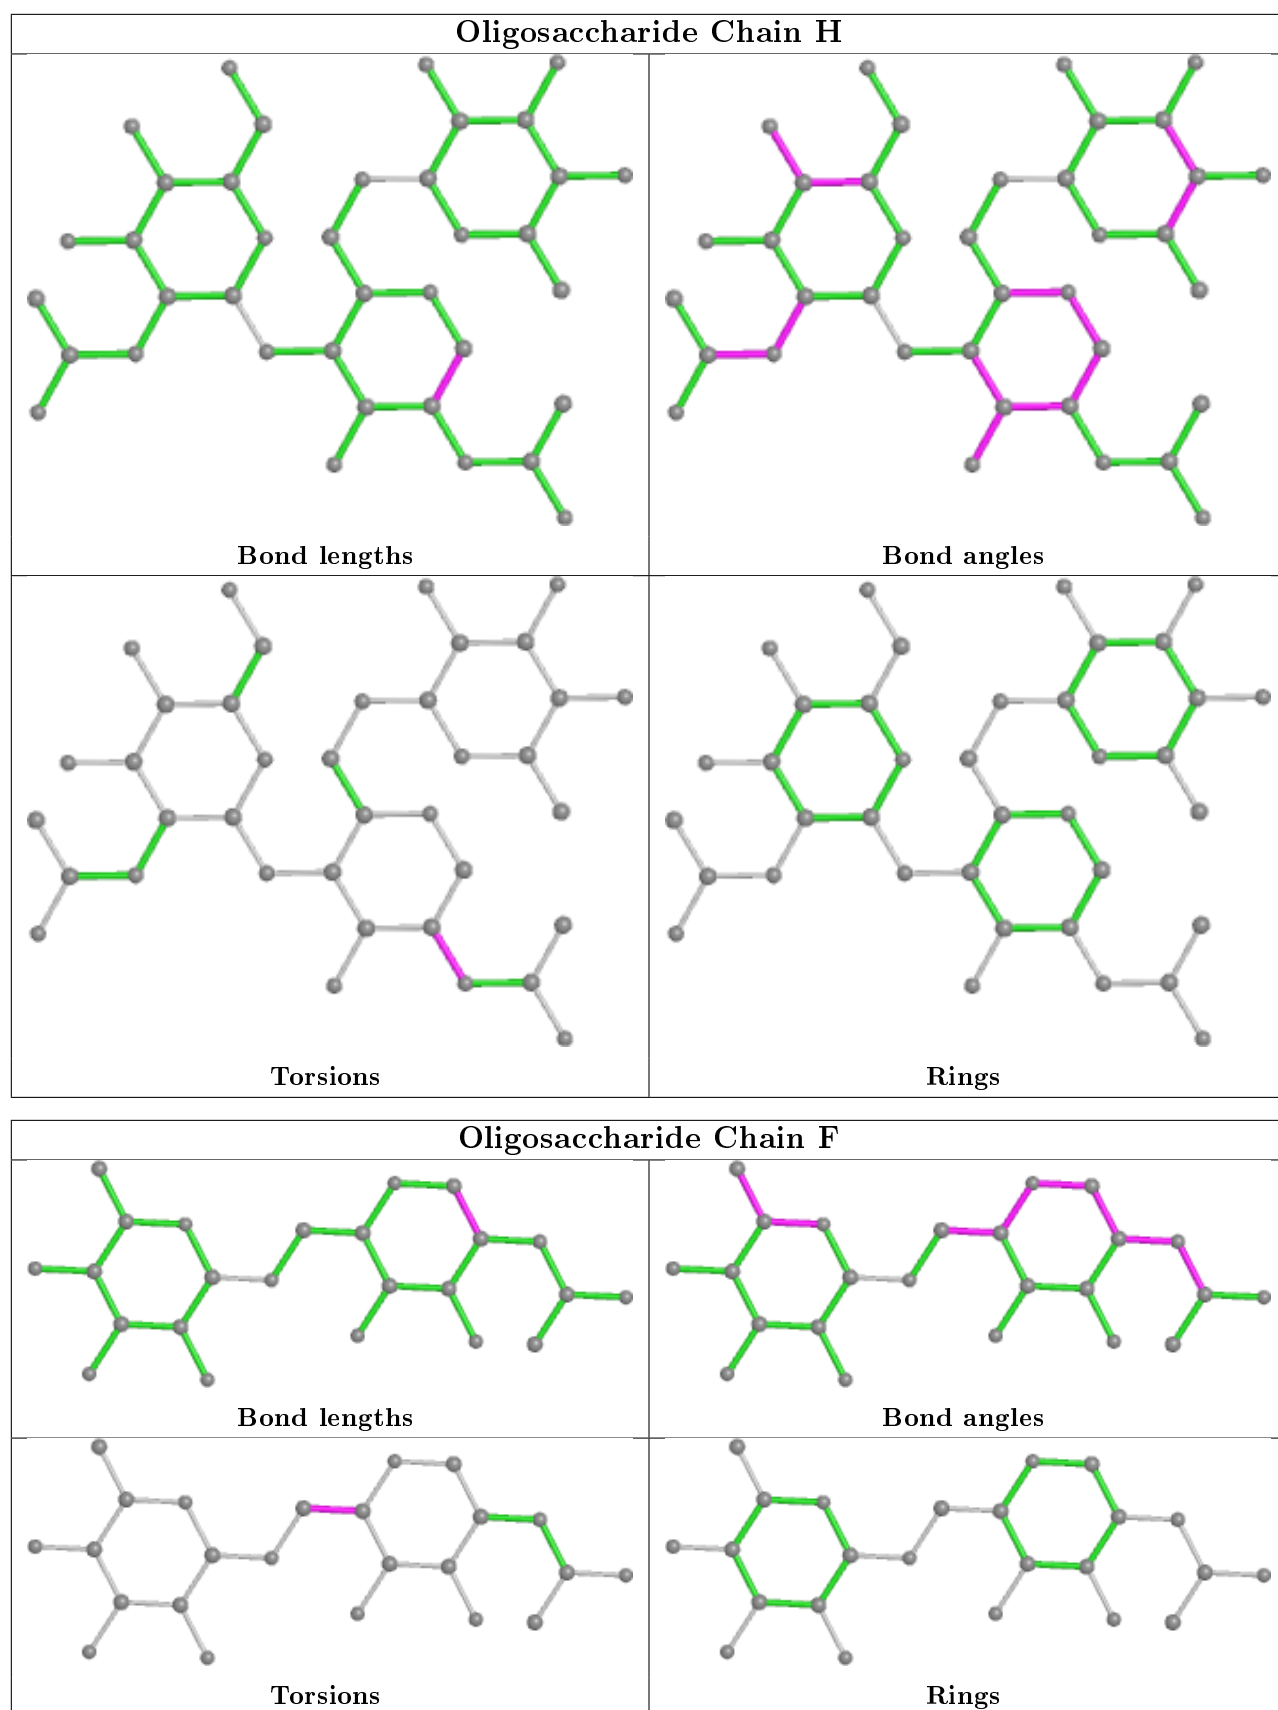 Oligosaccharide Chain H
Bond lengths
Bond angles
Torsions
Rings
Oligosaccharide Chain F
Bond lengths
Bond angles
Torsions
Rings